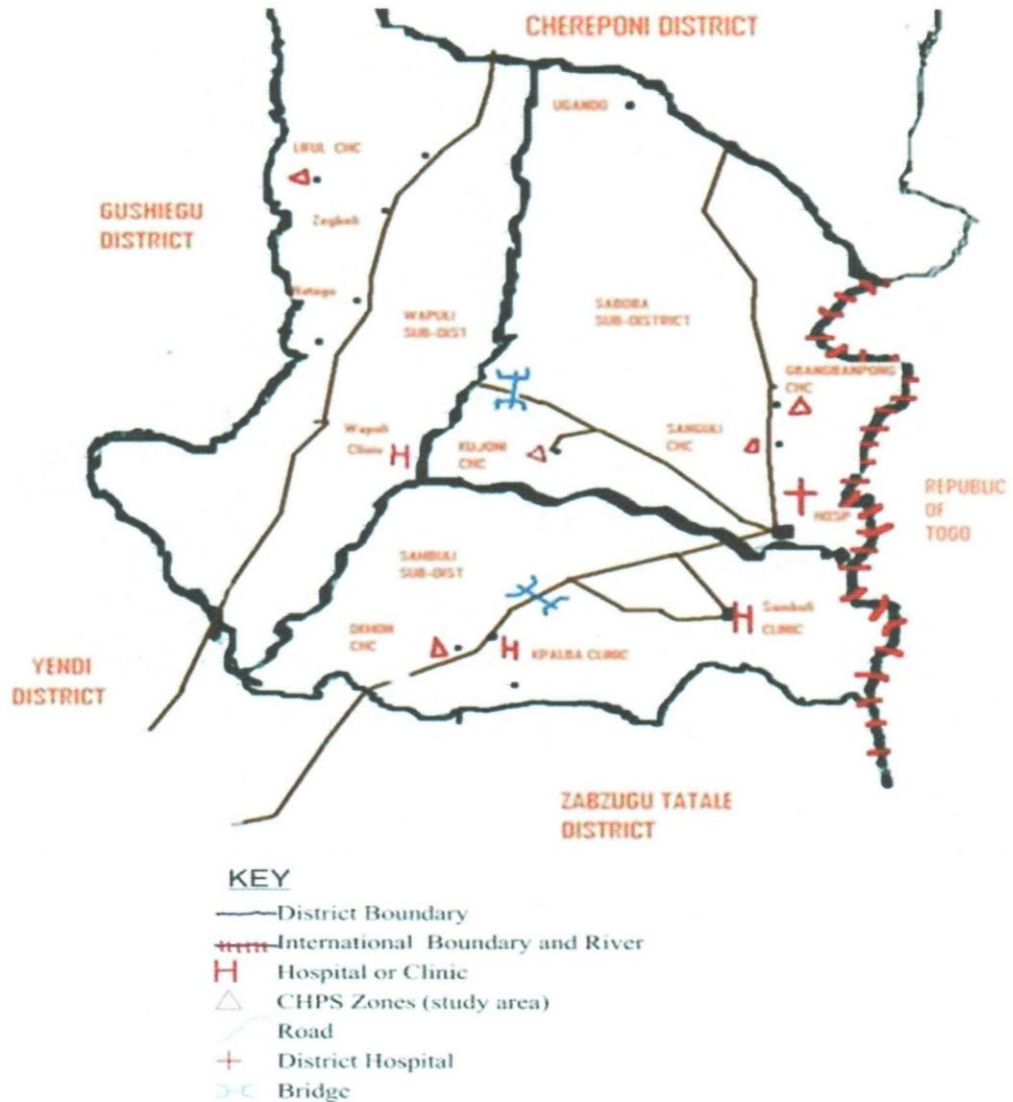 CHEREPONI DISTRICT
UGANDO
LIFUL CHC
GUSHIEGU
DISTRICT
Zegbeli
WAPULI
SUB-DIST
SABOBA
SUB-DISTRICT
GBANGBANPONG
CHC
Wapuli
Clinic
KUJONI
CHC
SANGULI
CHC
REPUBLIC
OF
TOGO
HOSP
SANBULI
SUB-DIST
DEMON
CHC
KPALBA CLINIC
Sambuli
CLINIC
YENDI
DISTRICT
ZABZUGU TATALE
DISTRICT
KEY
District Boundary
International Boundary and River
H Hospital or Clinic
CHPS Zones (study area)
Road
District Hospital
Bridge